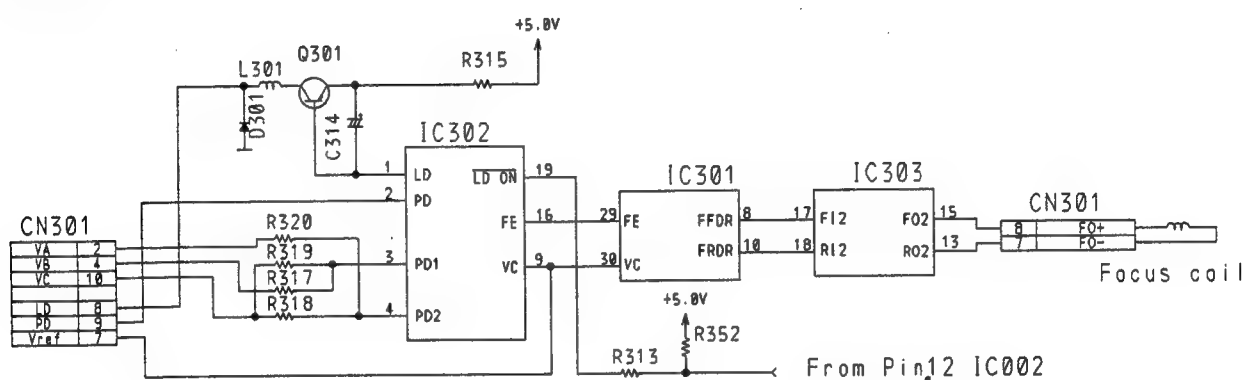 +5.0V
Q301
L301
R315
D301
C314
IC302
1 LD
LD ON 19
2 PD
IC301
IC303
CN301
FE 16
29 FE
FFDR 8
17 FI2
FO2 15
8 FO+
CN301
R320
VA 2
R319
VB 4
3 PD1
VC 9
30 VC
FRDR 10
18 RI2
RO2 13
7 FO-
VC 10
R317
Focus coil
R318
+5.0V
LD 8
4 PD2
PD 9
R352
Vref 7
R313
From Pin12 IC002